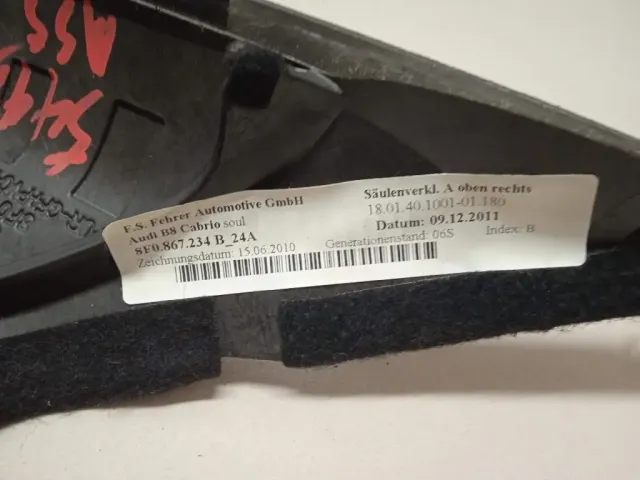 F.S. Fehrer Automotive GmbH
Audi B8 Cabrio soul
8F0.867.234 B_24A
Zeichnungsdatum: 15.06.2010
Säulenverkl. A oben rechts
18.01.40.1001-01.180
Datum: 09.12.2011
Generationenstand: 06S
Index: B